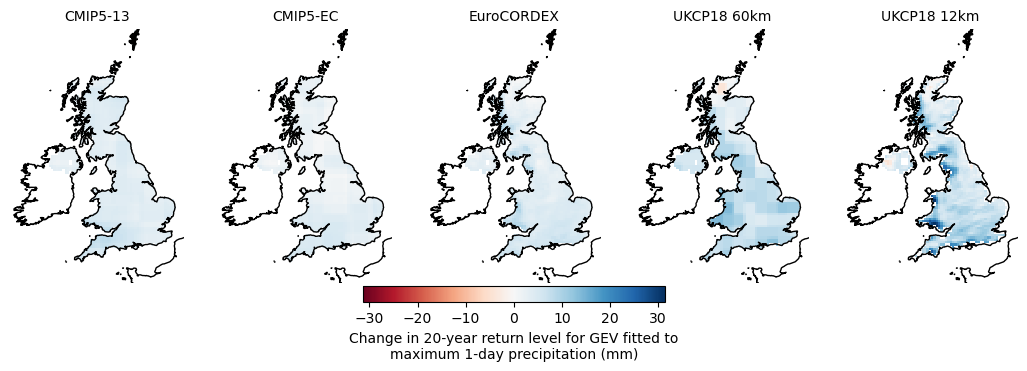 CMIP5-13
CMIP5-EC
EuroCORDEX
UKCP18 60km
UKCP18 12km
−30
−20
−10
0
10
20
30
Change in 20-year return level for GEV fitted to
maximum 1-day precipitation (mm)